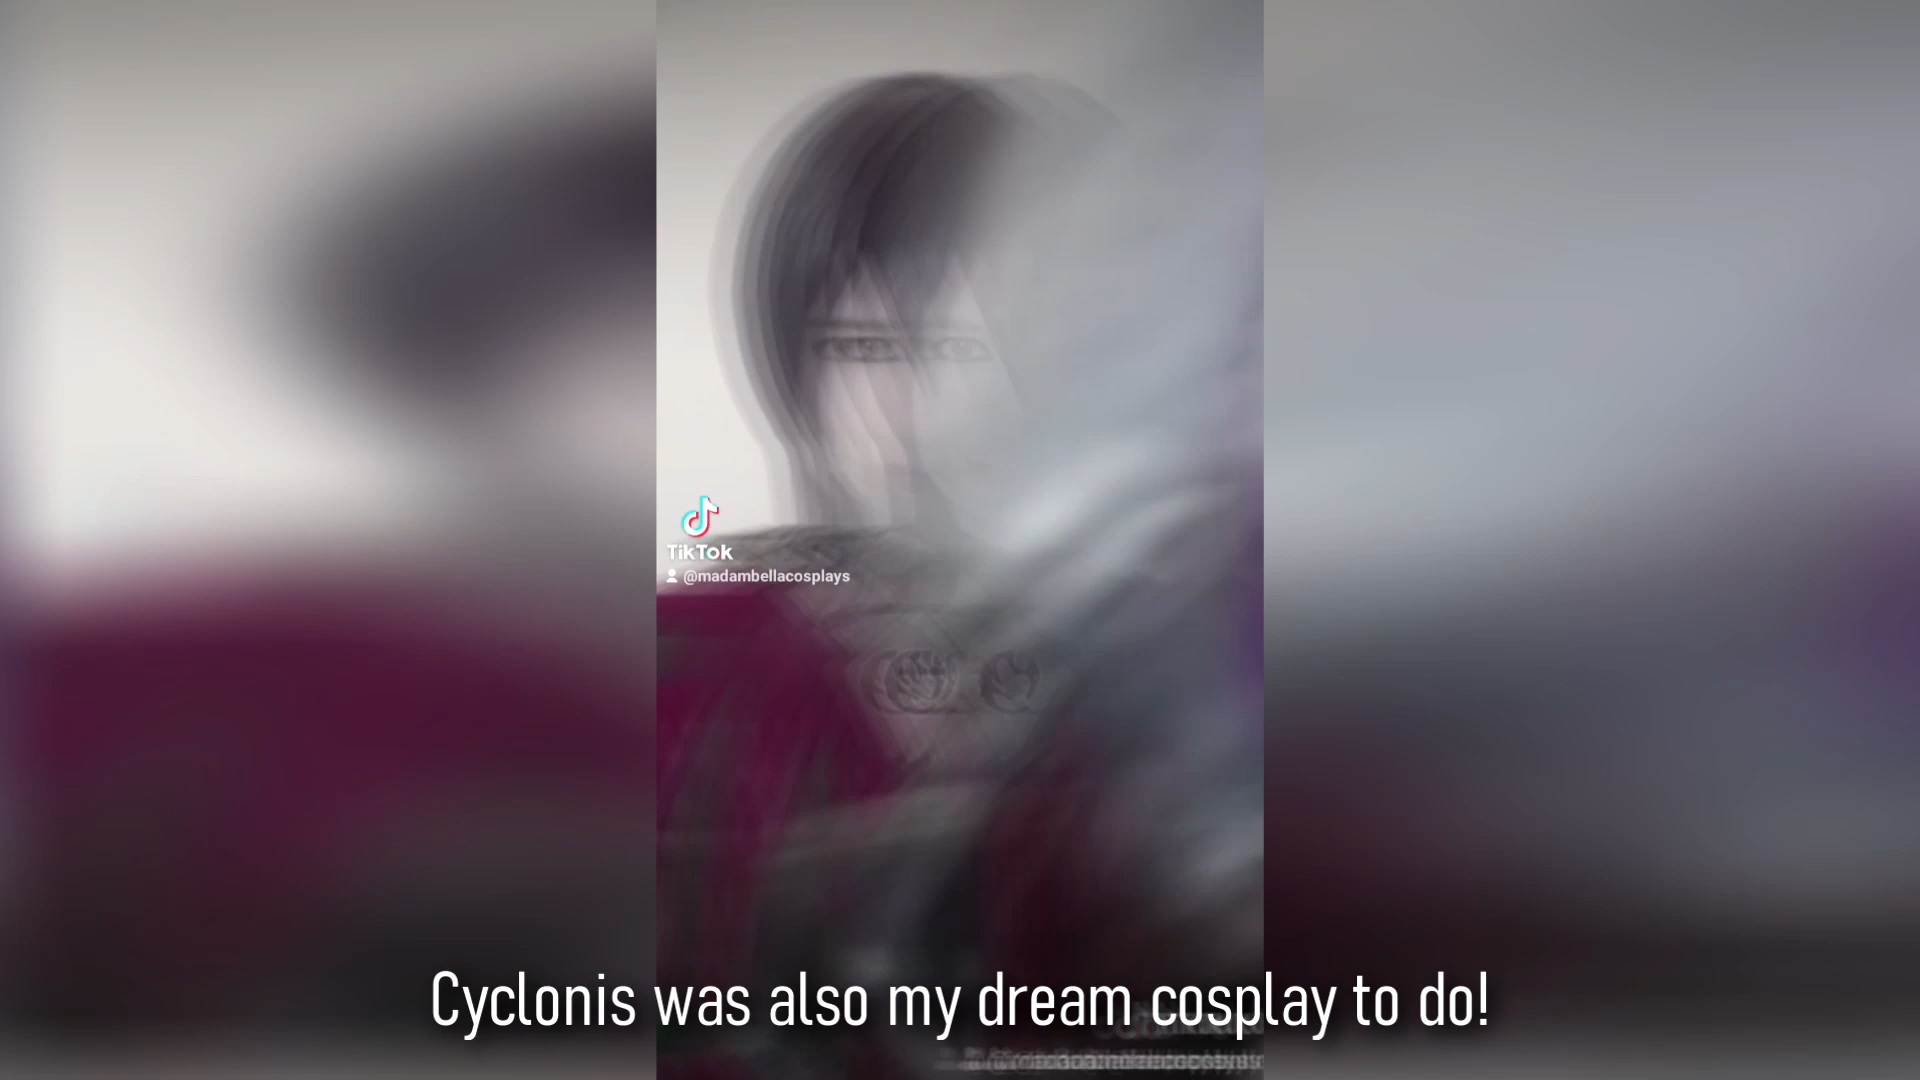 TikTok
@madambellacosplays
Cyclonis was also my dream cosplay to do!